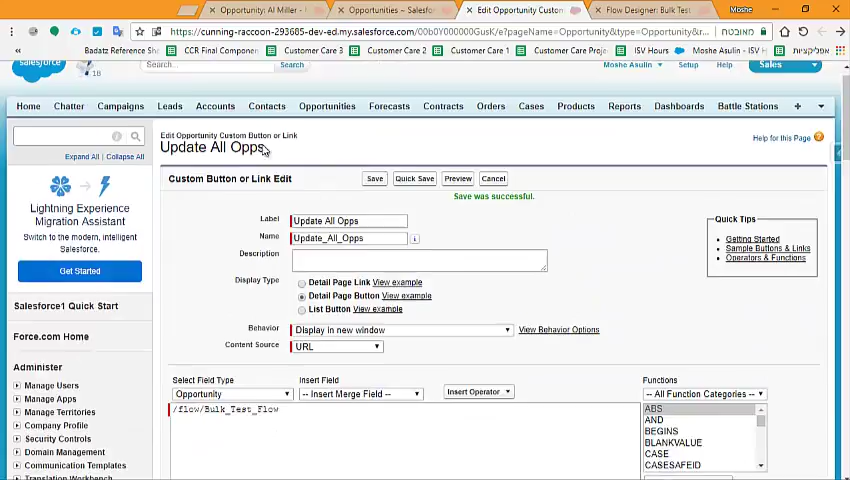 Opportunity: Al Miller -
Opportunities ~ Salesfo
Edit Opportunity Custom
Flow Designer: Bulk Test
Moshe
https://cunning-raccoon-293685-dev-ed.my.salesforce.com/00b0Y000000GusK/e?pageName=Opportunity&type=Opportunity&r...
מאובטח
Badatz Reference She
CCR Final Component
Customer Care 3
Customer Care 2
Customer Care 1
Customer Care Proje
ISV Hours
Moshe Asulin - ISV
אפליקציות
salesforce
'18
Search...
Search
Moshe Asulin
Setup
Help
Sales
Home
Chatter
Campaigns
Leads
Accounts
Contacts
Opportunities
Forecasts
Contracts
Orders
Cases
Products
Reports
Dashboards
Battle Stations
+
Expand All | Collapse All
Lightning Experience
Migration Assistant
Switch to the modern, intelligent
Salesforce.
Get Started
Salesforce1 Quick Start
Force.com Home
Administer
Manage Users
Manage Apps
Manage Territories
Company Profile
Security Controls
Domain Management
Communication Templates
Translation Workbench
Edit Opportunity Custom Button or Link
Update All Opps
Help for this Page
Custom Button or Link Edit
Save
Quick Save
Preview
Cancel
Save was successful.
Label
Update All Opps
Name
Update_All_Opps
i
Description
Display Type
Detail Page Link View example
Detail Page Button View example
List Button View example
Behavior
Display in new window
View Behavior Options
Content Source
URL
Quick Tips
Getting Started
Sample Buttons & Links
Operators & Functions
Select Field Type
Opportunity
Insert Field
-- Insert Merge Field --
Insert Operator
Functions
-- All Function Categories --
/flow/Bulk_Test_Flow
ABS
AND
BEGINS
BLANKVALUE
CASE
CASESAFEID